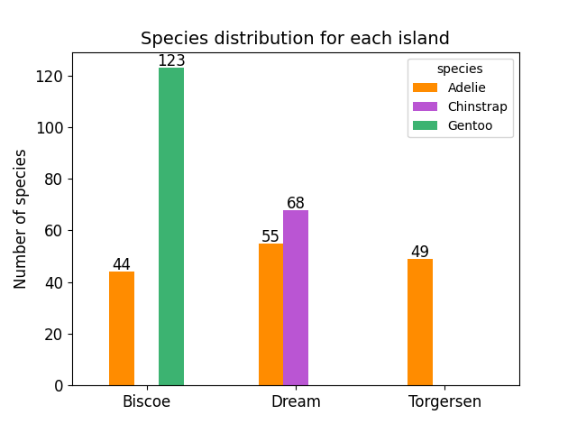 Species distribution for each island
Number of species
120
100
80
60
40
20
0
44
123
55
68
49
species
Adelie
Chinstrap
Gentoo
Biscoe
Dream
Torgersen